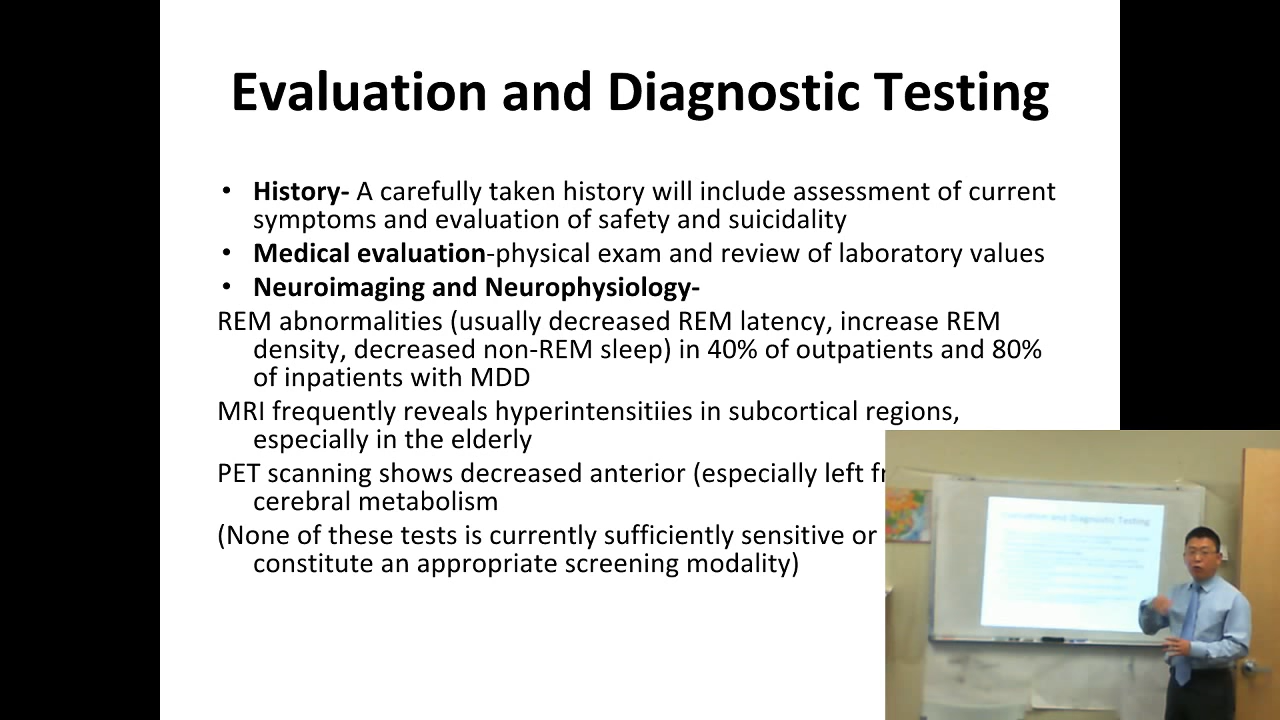 Evaluation and Diagnostic Testing
• History- A carefully taken history will include assessment of current
symptoms and evaluation of safety and suicidality
• Medical evaluation-physical exam and review of laboratory values
• Neuroimaging and Neurophysiology-
REM abnormalities (usually decreased REM latency, increase REM
density, decreased non-REM sleep) in 40% of outpatients and 80%
of inpatients with MDD
MRI frequently reveals hyperintensitiies in subcortical regions,
especially in the elderly
PET scanning shows decreased anterior (especially left
cerebral metabolism
(None of these tests is currently sufficiently sensitive or
constitute an appropriate screening modality)
Evaluation and Diagnostic Testing